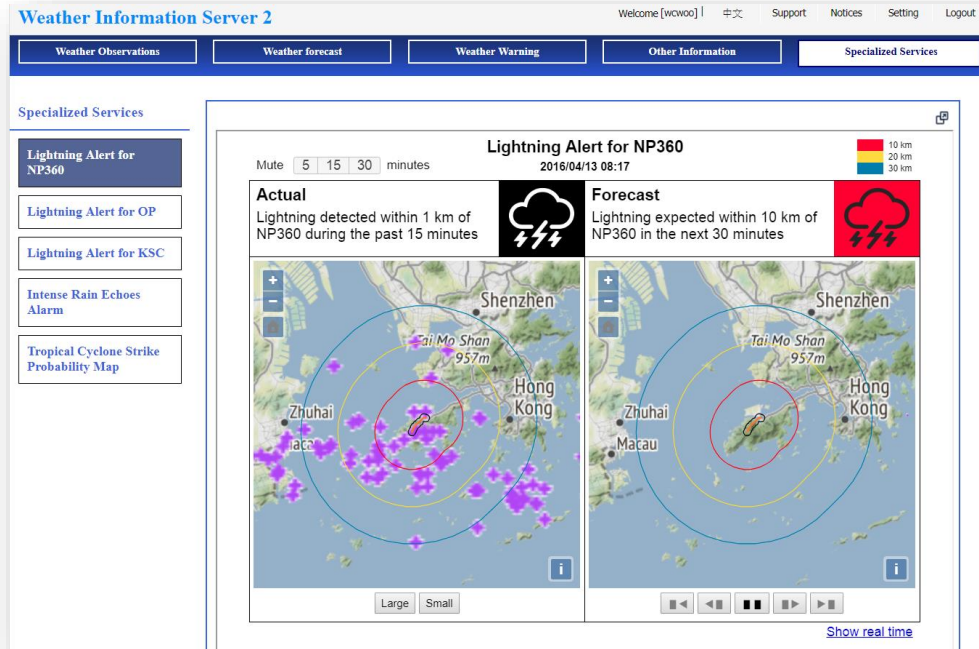 Weather Information Server 2
Welcome [wcwoo] | 中文 Support Notices Setting Logout
Weather Observations
Weather forecast
Weather Warning
Other Information
Specialized Services
Specialized Services
Lightning Alert for
NP360
Lightning Alert for OP
Lightning Alert for KSC
Intense Rain Echoes
Alarm
Tropical Cyclone Strike
Probability Map
Lightning Alert for NP360
2016/04/13 08:17
Mute 5 15 30 minutes
10 km
20 km
30 km
Actual
Lightning detected within 1 km of
NP360 during the past 15 minutes
Forecast
Lightning expected within 10 km of
NP360 in the next 30 minutes
+
−
Shenzhen
Tai Mo Shan
957m
Hong
Kong
Zhuhai
i
+
−
Shenzhen
Tai Mo Shan
957m
Hong
Kong
Zhuhai
Macau
i
Large Small
Show real time